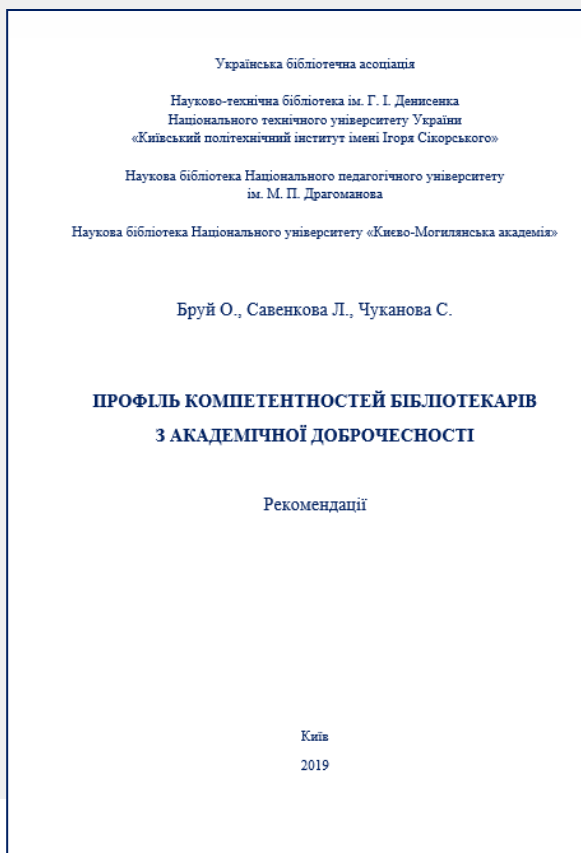 Українська бібліотечна асоціація
Науково-технічна бібліотека ім. Г. І. Денисенка
Національного технічного університету України
«Київський політехнічний інститут імені Ігоря Сікорського»
Наукова бібліотека Національного педагогічного університету
ім. М. П. Драгоманова
Наукова бібліотека Національного університету «Києво-Могилянська академія»
Бруй О., Савенкова Л., Чуканова С.
ПРОФІЛЬ КОМПЕТЕНТНОСТЕЙ БІБЛІОТЕКАРІВ
З АКАДЕМІЧНОЇ ДОБРОЧЕСНОСТІ
Рекомендації
Київ
2019